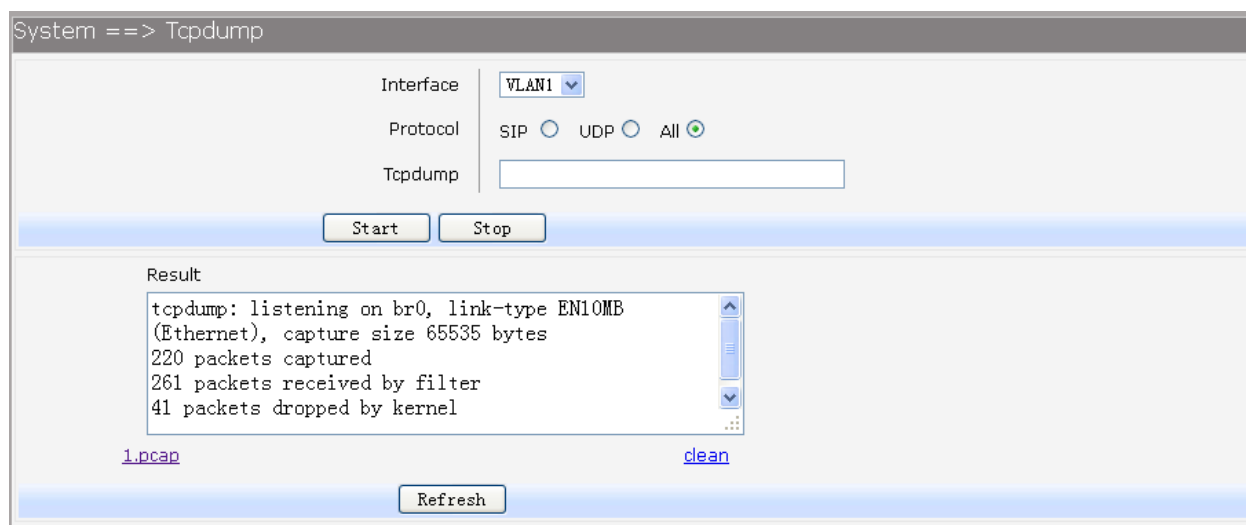 System ==> Tcpdump
Interface VLAN1
Protocol SIP UDP All
Tcpdump
Start Stop
Result
tcpdump: listening on br0, link-type EN10MB
(Ethernet), capture size 65535 bytes
220 packets captured
261 packets received by filter
41 packets dropped by kernel
1.pcap clean
Refresh